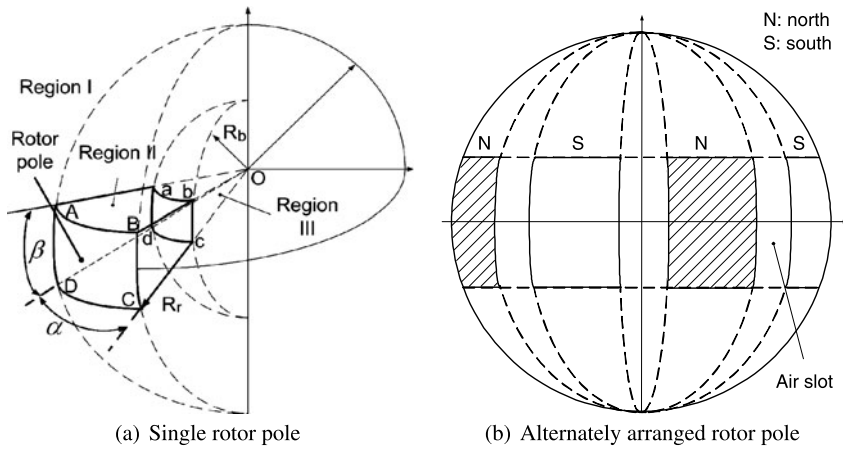 N: north
S: south
Region I
Rotor
pole
Region II
R_b
O
Region
III
a
b
A
B
d
c
β
D
C
R_r
α
N
S
N
S
Air slot
(a) Single rotor pole
(b) Alternately arranged rotor pole